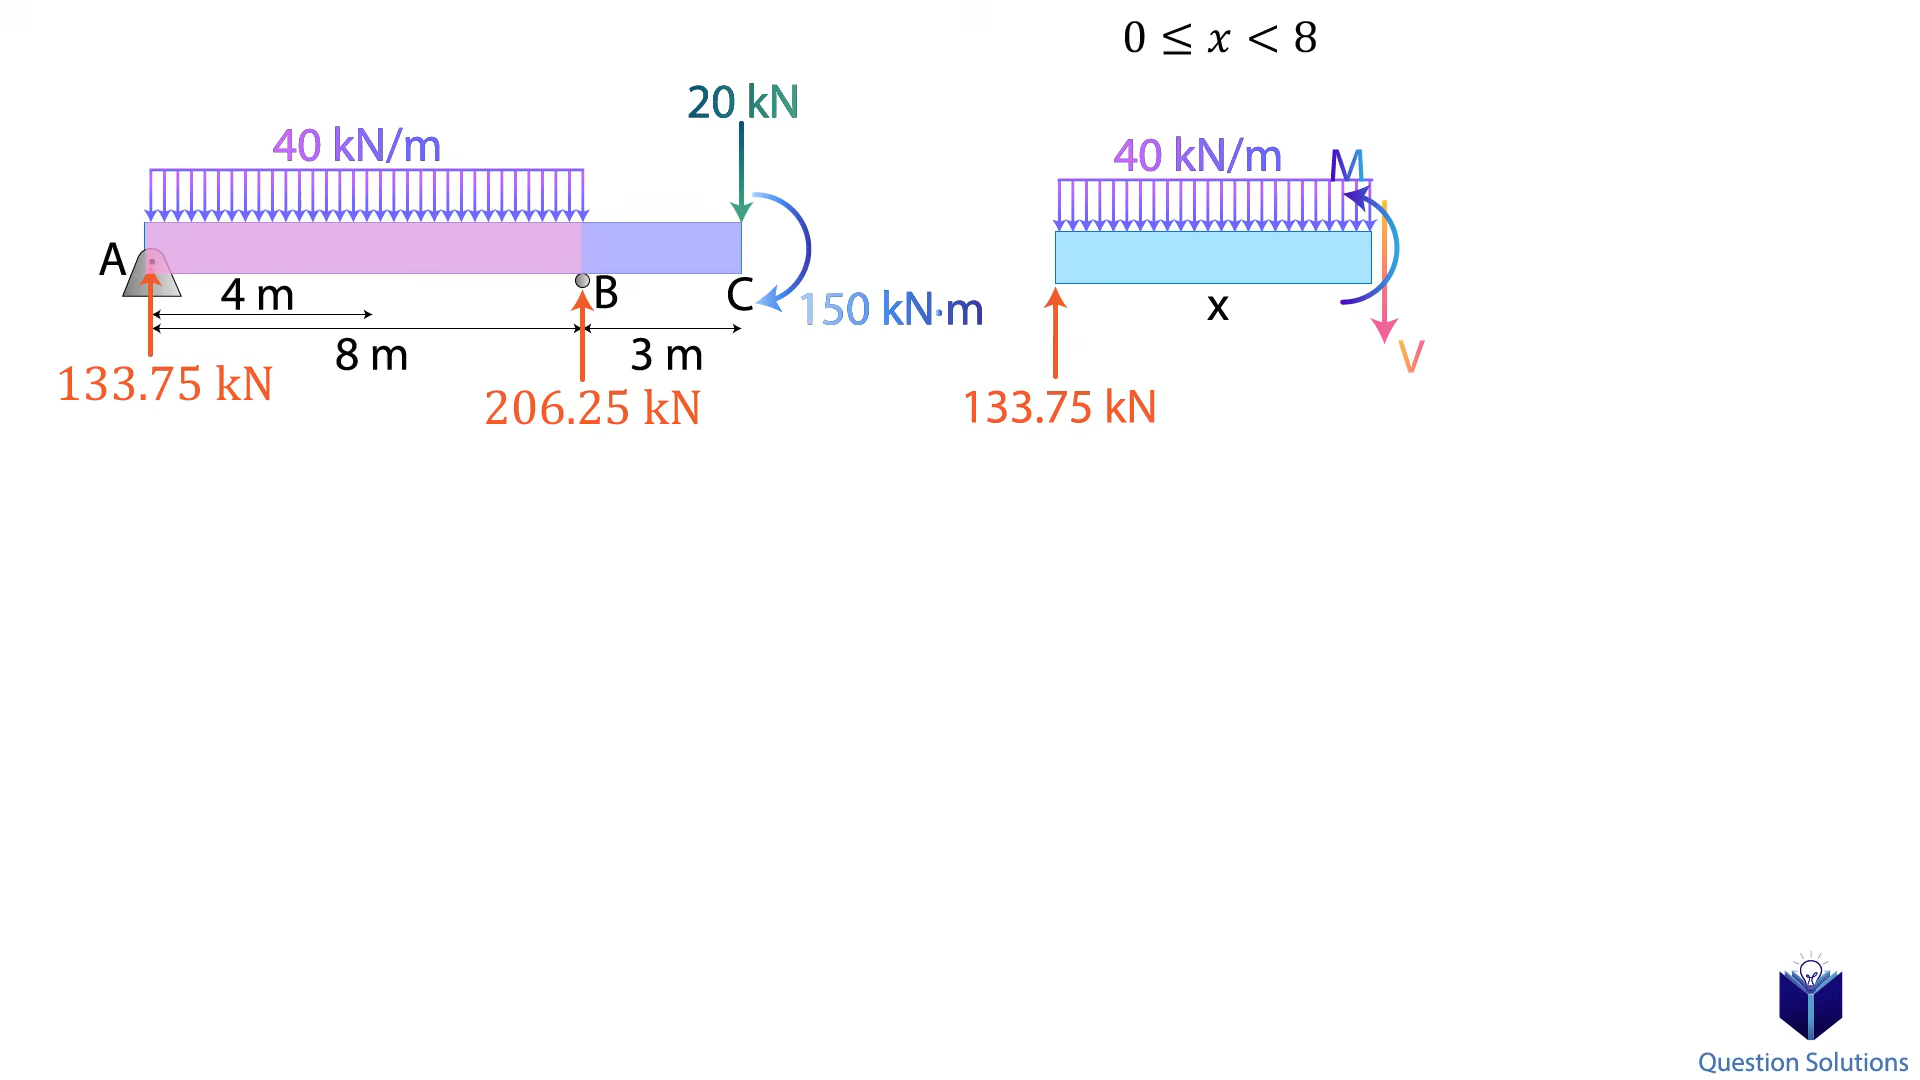 0 ≤ x < 8
20 kN
40 kN/m
40 kN/m
M
A
B
C
4 m
150 kN·m
x
8 m
3 m
V
133.75 kN
206.25 kN
133.75 kN
Question Solutions